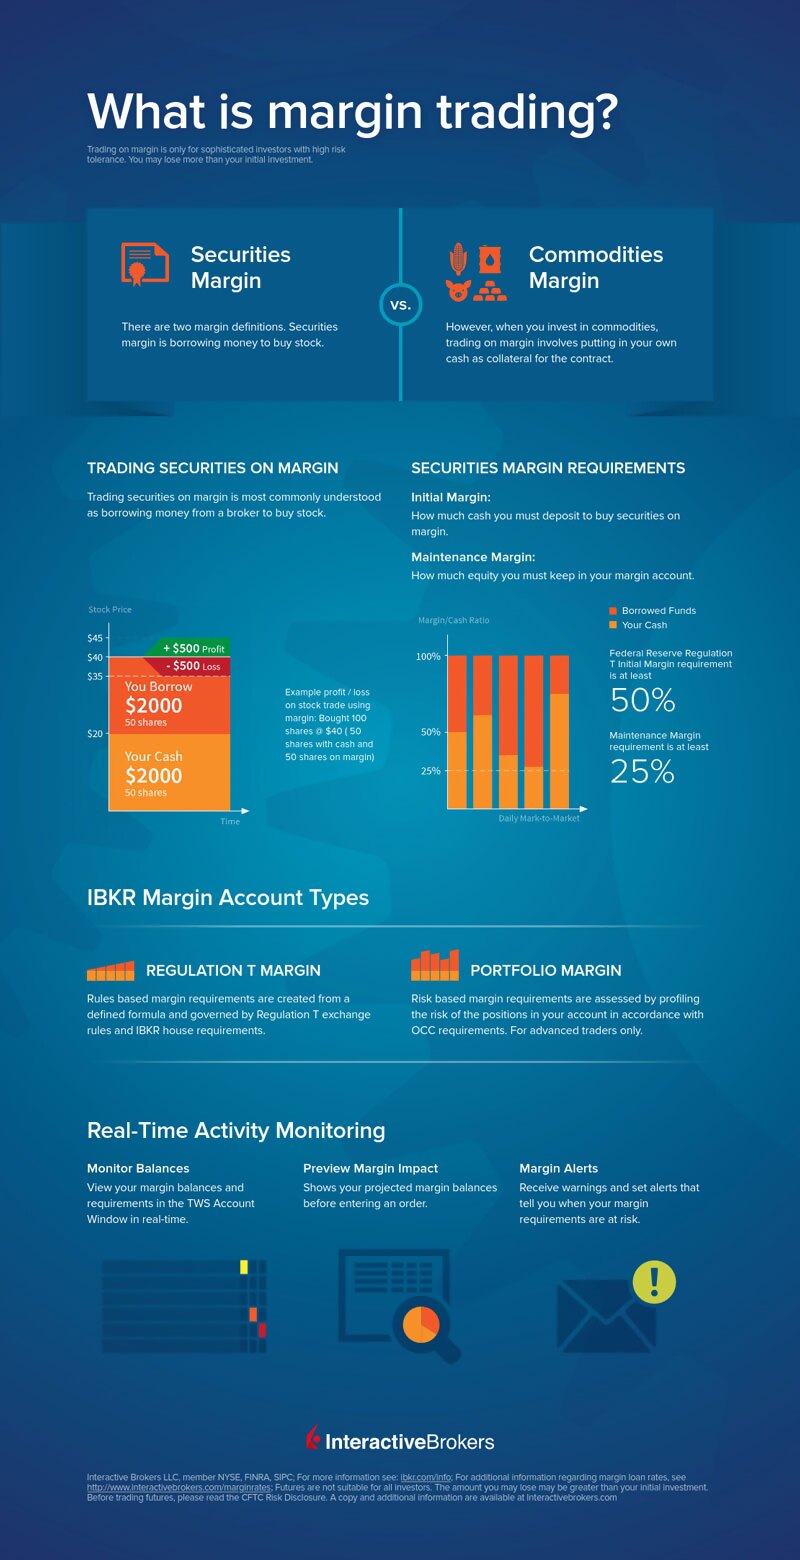 What is margin trading?
Trading on margin is only for sophisticated investors with high risk
tolerance. You may lose more than your initial investment.
Securities
Margin
There are two margin definitions. Securities
margin is borrowing money to buy stock.
vs.
Commodities
Margin
However, when you invest in commodities,
trading on margin involves putting in your own
cash as collateral for the contract.
TRADING SECURITIES ON MARGIN
Trading securities on margin is most commonly understood
as borrowing money from a broker to buy stock.
SECURITIES MARGIN REQUIREMENTS
Initial Margin:
How much cash you must deposit to buy securities on
margin.
Maintenance Margin:
How much equity you must keep in your margin account.
Stock Price
$45
$40
$35
$20
+ $500 Profit
- $500 Loss
You Borrow
$2000
50 shares
Your Cash
$2000
50 shares
Time
Example profit / loss
on stock trade using
margin: Bought 100
shares @ $40 ( 50
shares with cash and
50 shares on margin)
Margin/Cash Ratio
100%
50%
25%
Daily Mark-to-Market
Borrowed Funds
Your Cash
Federal Reserve Regulation
T Initial Margin requirement
is at least
50%
Maintenance Margin
requirement is at least
25%
IBKR Margin Account Types
REGULATION T MARGIN
Rules based margin requirements are created from a
defined formula and governed by Regulation T exchange
rules and IBKR house requirements.
PORTFOLIO MARGIN
Risk based margin requirements are assessed by profiling
the risk of the positions in your account in accordance with
OCC requirements. For advanced traders only.
Real-Time Activity Monitoring
Monitor Balances
View your margin balances and
requirements in the TWS Account
Window in real-time.
Preview Margin Impact
Shows your projected margin balances
before entering an order.
Margin Alerts
Receive warnings and set alerts that
tell you when your margin
requirements are at risk.
!
InteractiveBrokers
Interactive Brokers LLC, member NYSE, FINRA, SIPC; For more information see: ibkr.com/info; For additional information regarding margin loan rates, see
http://www.interactivebrokers.com/marginrates; Futures are not suitable for all investors. The amount you may lose may be greater than your initial investment.
Before trading futures, please read the CFTC Risk Disclosure. A copy and additional information are available at Interactivebrokers.com